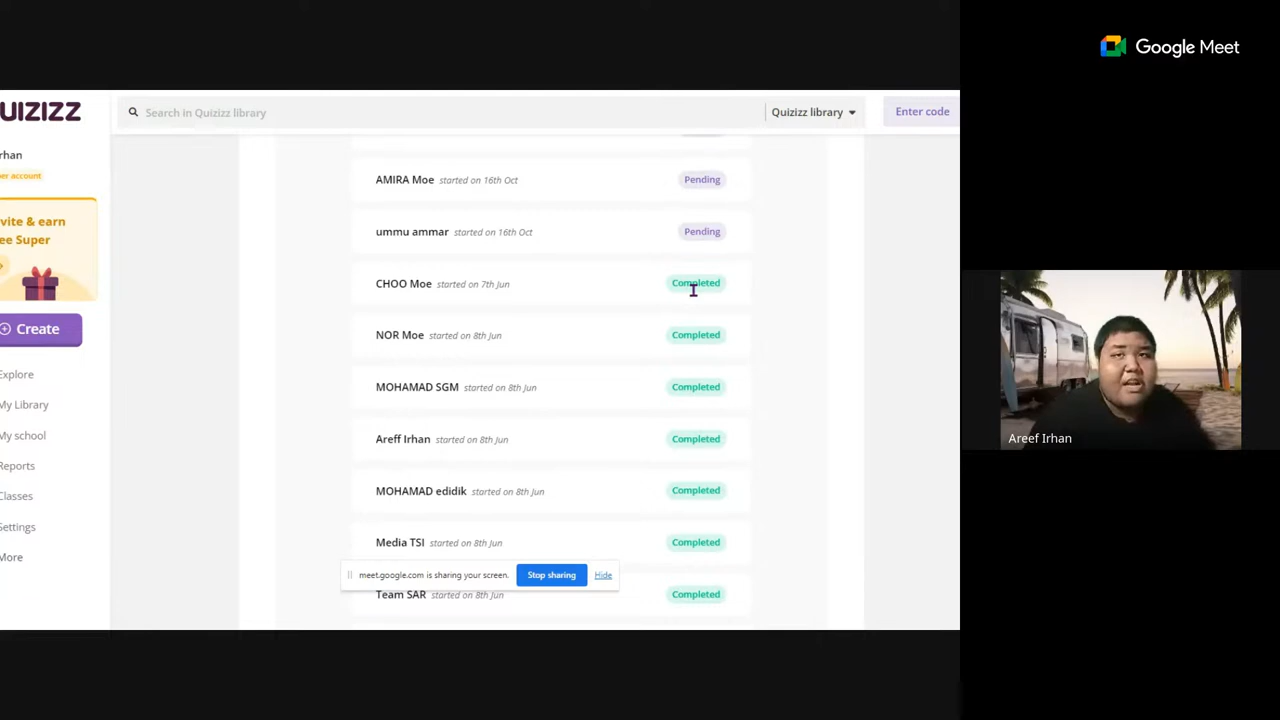 Google Meet
UIZIZZ
Search in Quizizz library
Quizizz library
Enter code
rhan
er account
vite & earn
ee Super
Create
Explore
My Library
My school
Reports
Classes
Settings
More
AMIRA Moe started on 16th Oct Pending
ummu ammar started on 16th Oct Pending
CHOO Moe started on 7th Jun Completed
NOR Moe started on 8th Jun Completed
MOHAMAD SGM started on 8th Jun Completed
Areff Irhan started on 8th Jun Completed
MOHAMAD edidik started on 8th Jun Completed
Media TSI started on 8th Jun Completed
meet.google.com is sharing your screen. Stop sharing Hide
Team SAR started on 8th Jun Completed
Areef Irhan